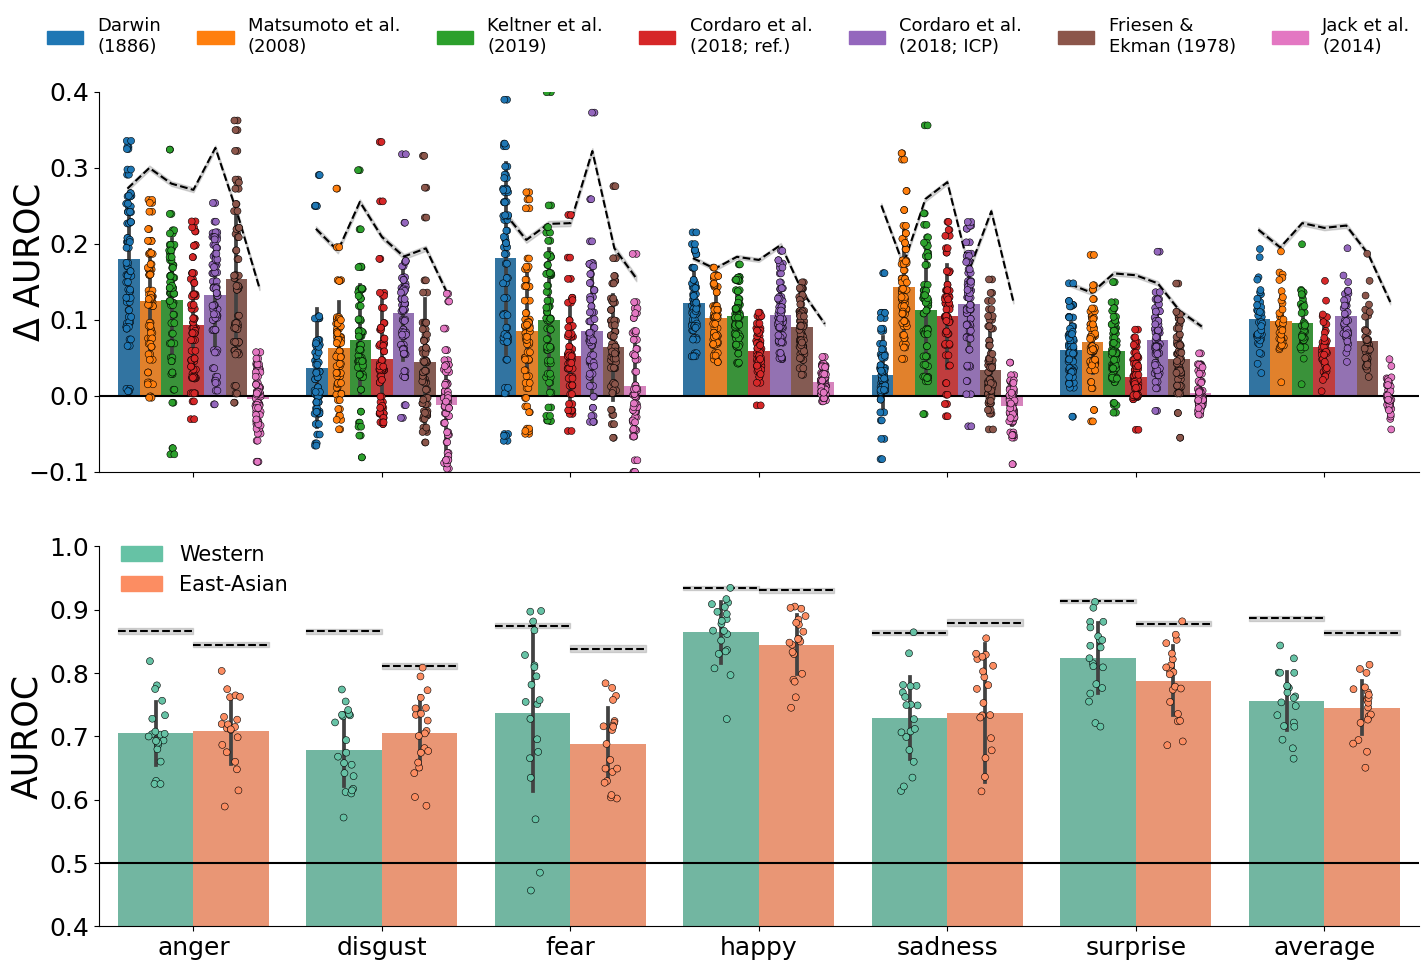 Darwin
(1886)
Matsumoto et al.
(2008)
Keltner et al.
(2019)
Cordaro et al.
(2018; ref.)
Cordaro et al.
(2018; ICP)
Friesen &
Ekman (1978)
Jack et al.
(2014)
Δ AUROC
0.4
0.3
0.2
0.1
0.0
−0.1
AUROC
1.0
0.9
0.8
0.7
0.6
0.5
0.4
Western
East-Asian
anger
disgust
fear
happy
sadness
surprise
average